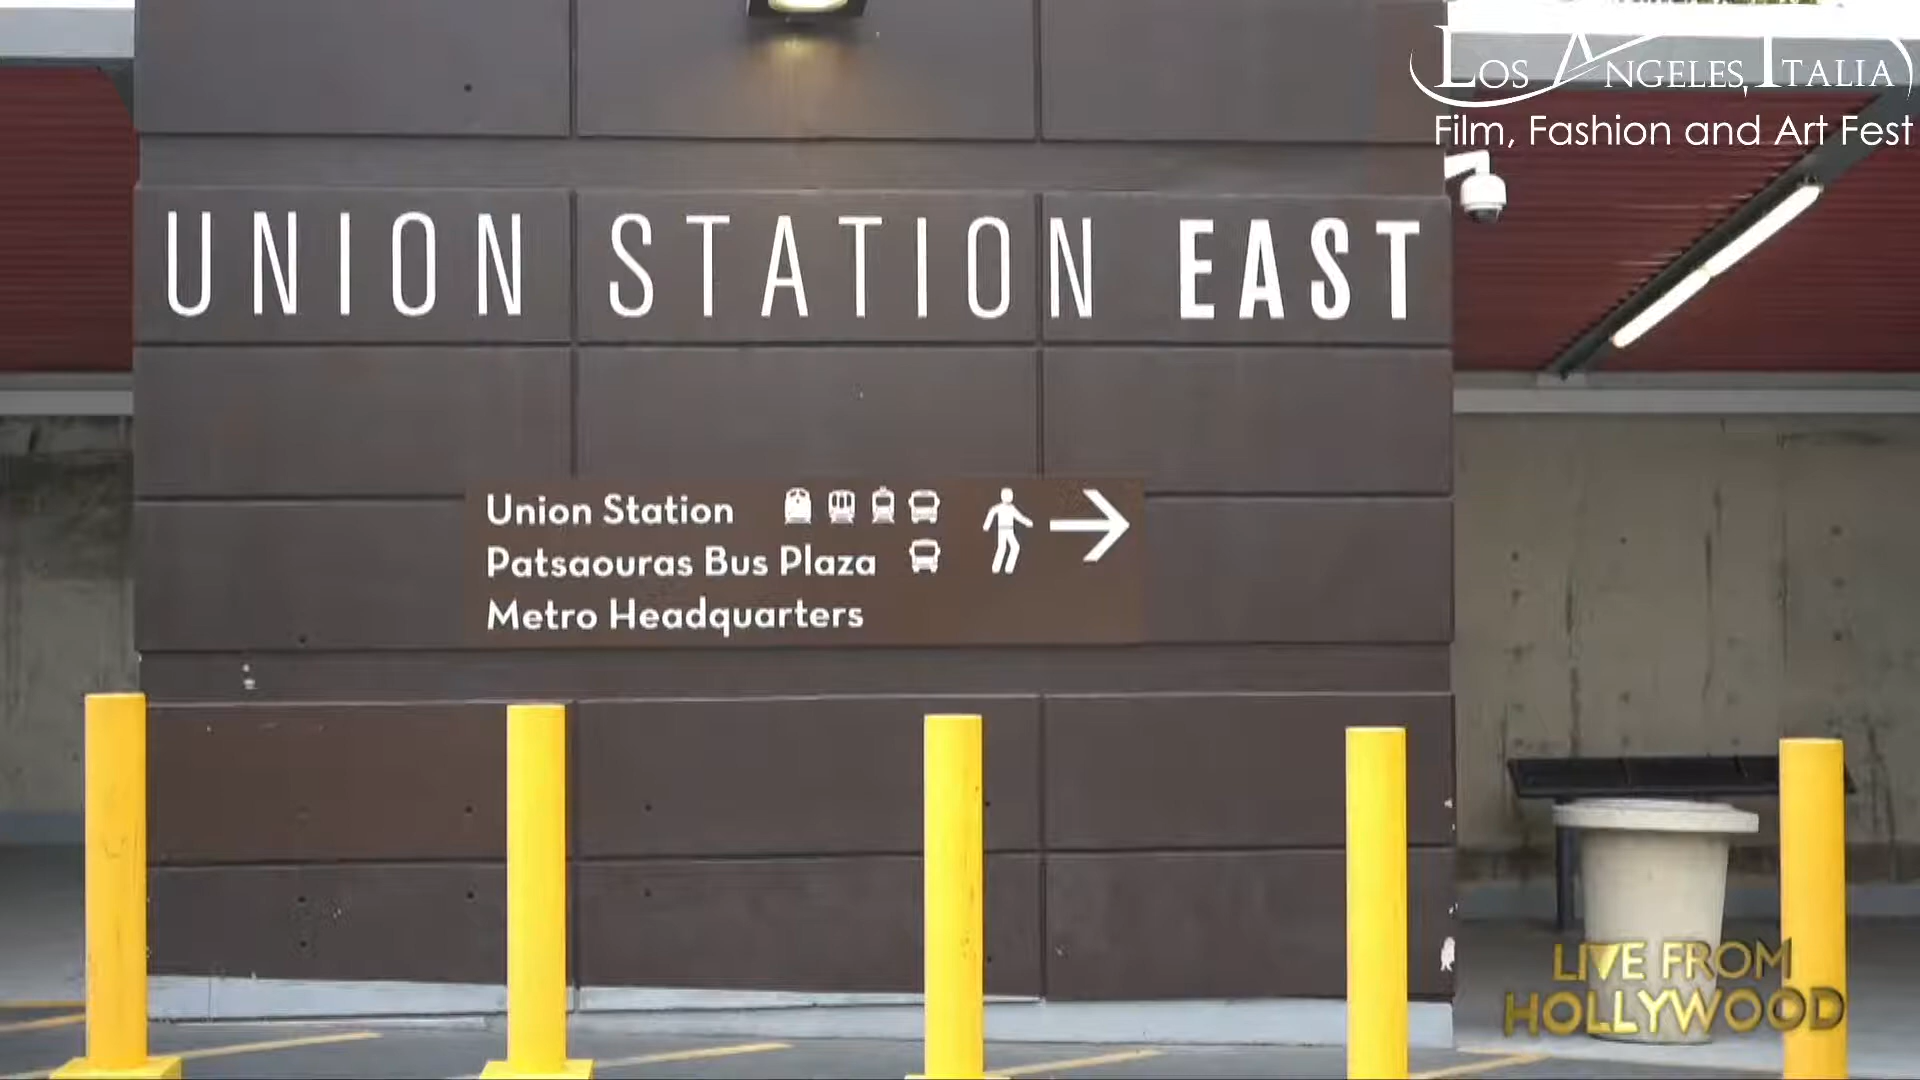 Los Angeles, Italia
Film, Fashion and Art Fest
UNION STATION EAST
Union Station
Patsaouras Bus Plaza
Metro Headquarters
LIVE FROM
HOLLYWOOD